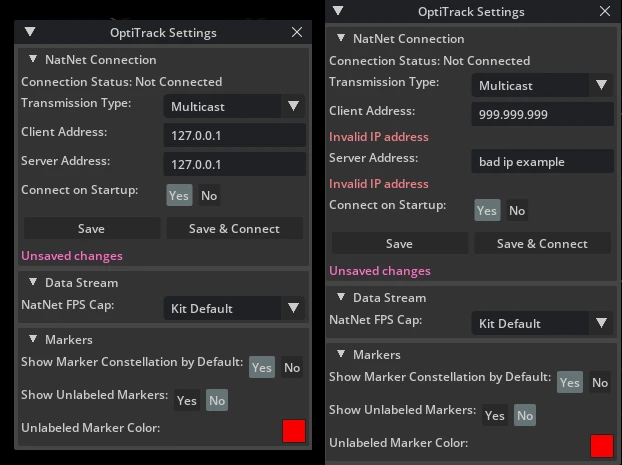 OptiTrack Settings
NatNet Connection
Connection Status: Not Connected
Transmission Type: Multicast
Client Address: 127.0.0.1
Server Address: 127.0.0.1
Connect on Startup: Yes No
Save Save & Connect
Unsaved changes
Data Stream
NatNet FPS Cap: Kit Default
Markers
Show Marker Constellation by Default: Yes No
Show Unlabeled Markers: Yes No
Unlabeled Marker Color:
OptiTrack Settings
NatNet Connection
Connection Status: Not Connected
Transmission Type: Multicast
Client Address: 999.999.999
Invalid IP address
Server Address: bad ip example
Invalid IP address
Connect on Startup: Yes No
Save Save & Connect
Unsaved changes
Data Stream
NatNet FPS Cap: Kit Default
Markers
Show Marker Constellation by Default: Yes No
Show Unlabeled Markers: Yes No
Unlabeled Marker Color: